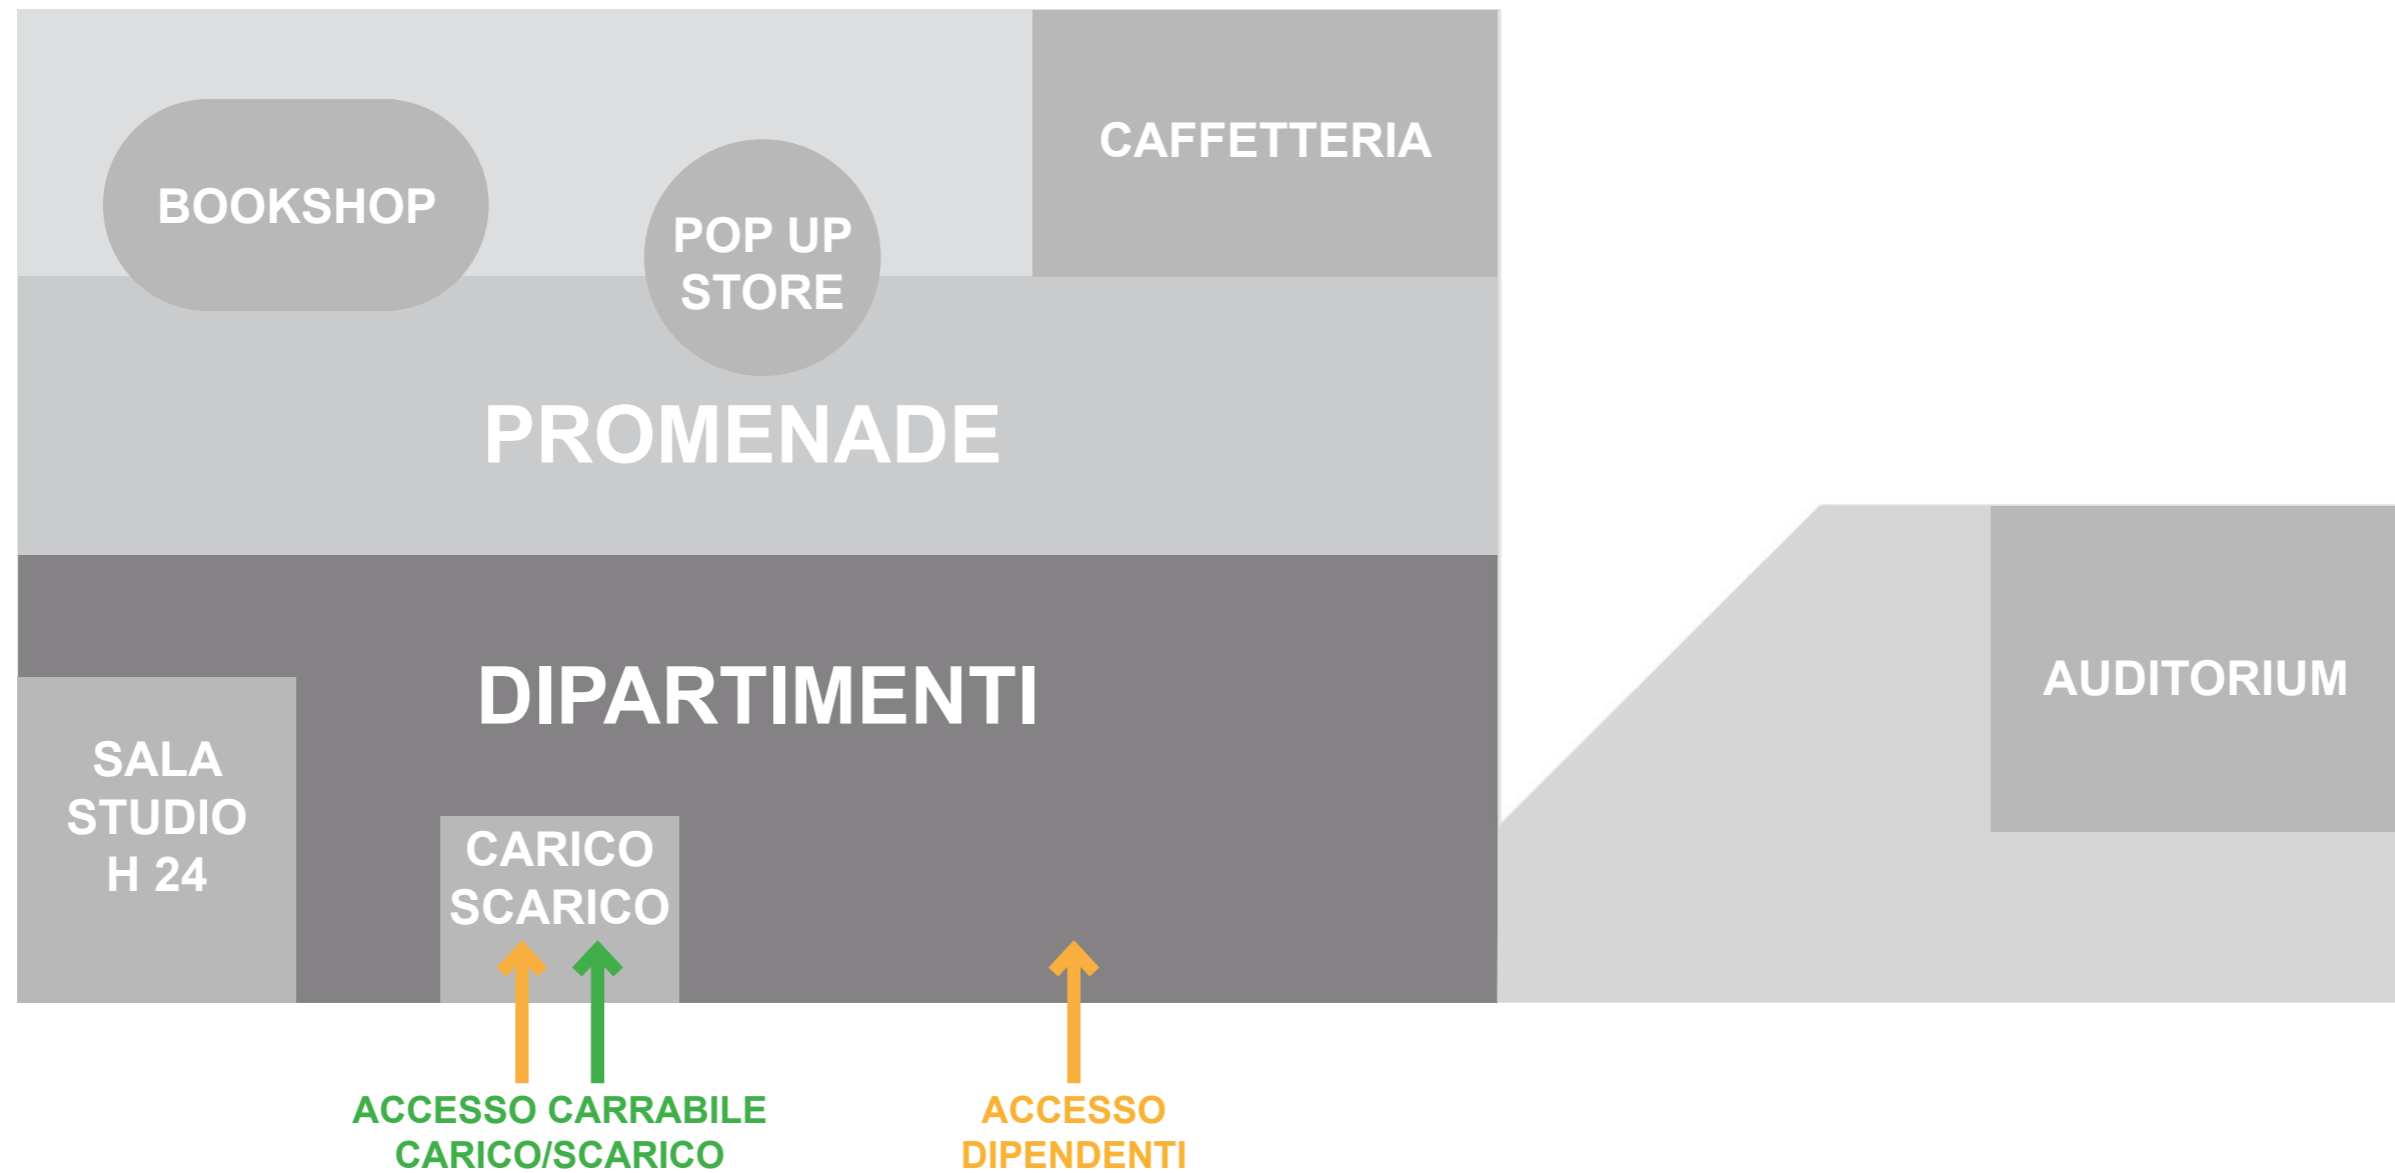 CAFFETTERIA
BOOKSHOP
POP UP
STORE
PROMENADE
DIPARTIMENTI
AUDITORIUM
SALA
STUDIO
H 24
CARICO
SCARICO
ACCESSO CARRABILE
CARICO/SCARICO
ACCESSO
DIPENDENTI